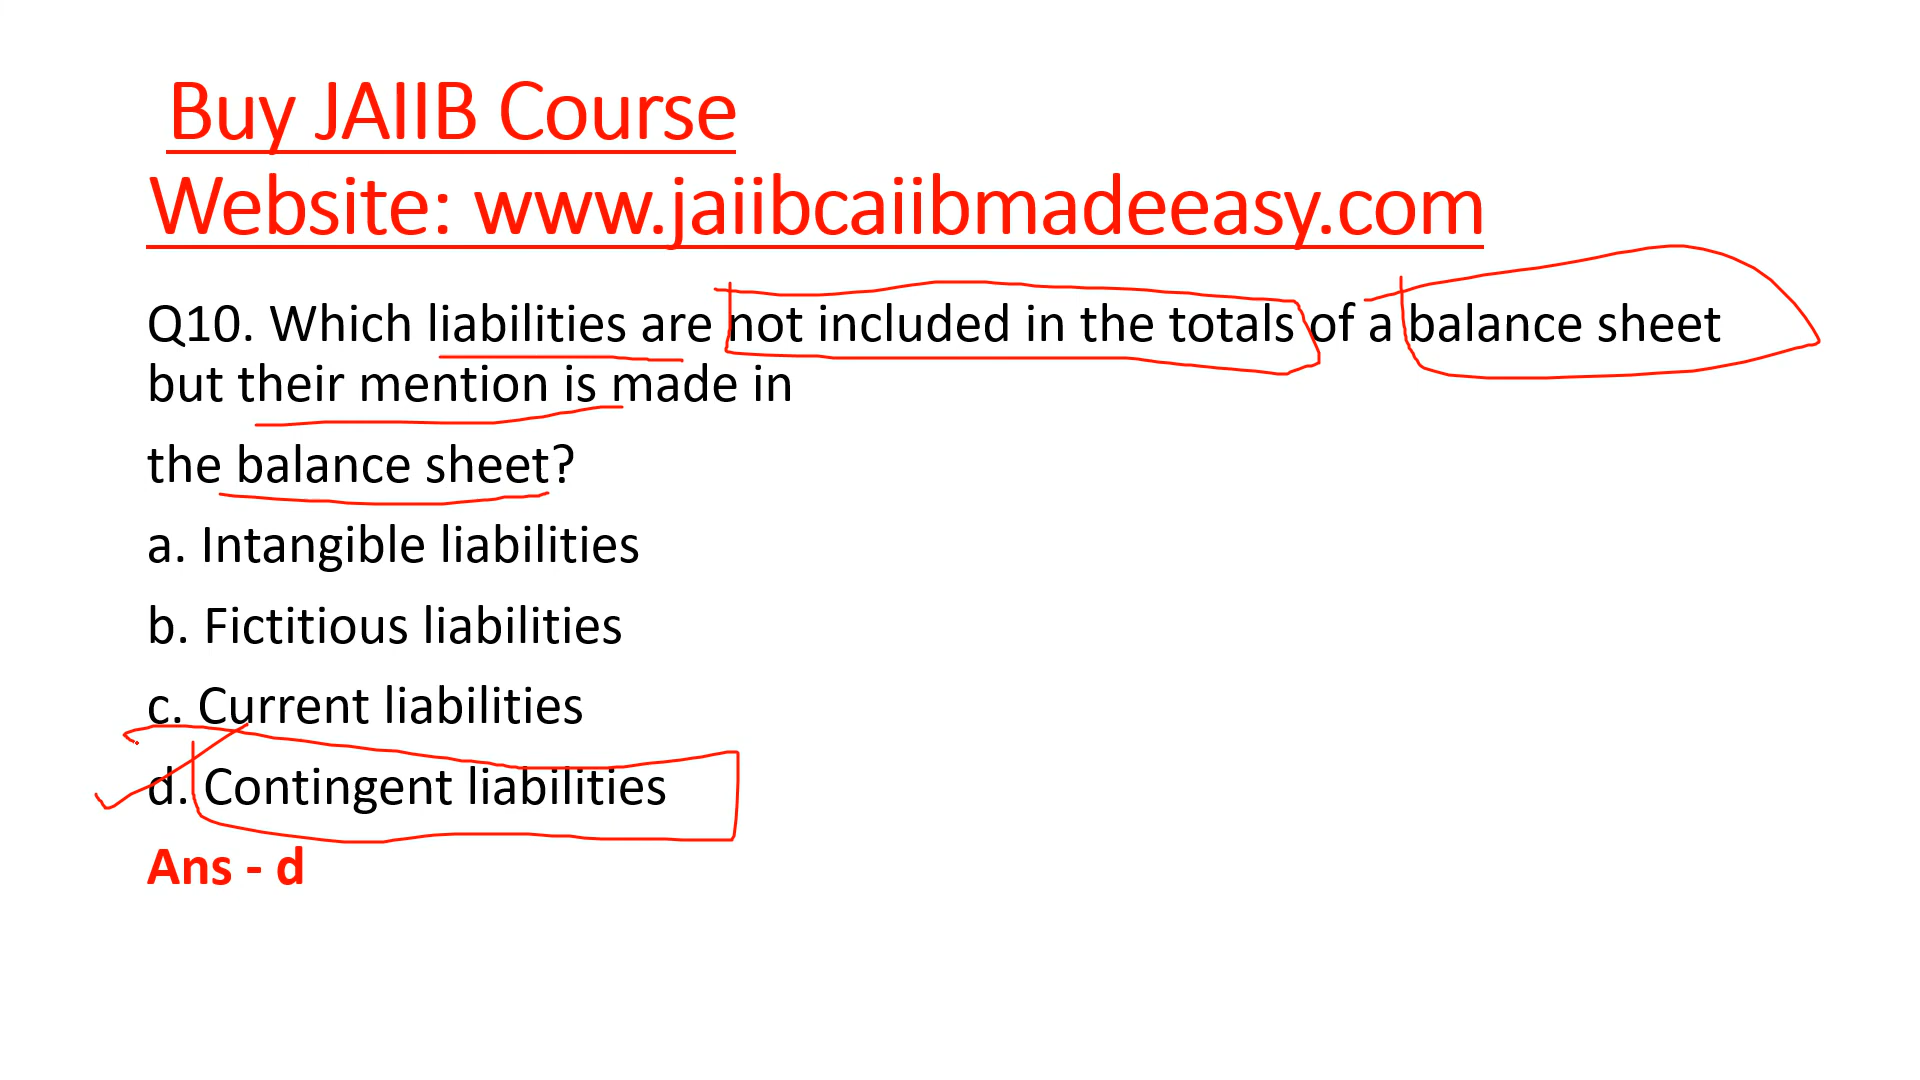 Buy JAIIB Course
Website: www.jaiibcaiibmadeeasy.com
Q10. Which liabilities are not included in the totals of a balance sheet
but their mention is made in
the balance sheet?
a. Intangible liabilities
b. Fictitious liabilities
c. Current liabilities
d. Contingent liabilities
Ans - d